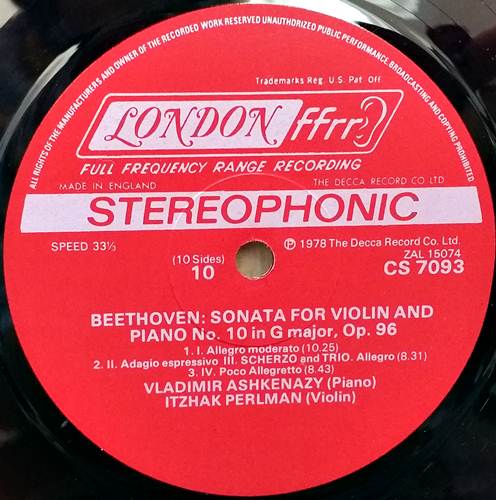 ALL RIGHTS OF THE MANUFACTURERS AND OWNER OF THE RECORDED WORK RESERVED UNAUTHORIZED PUBLIC PERFORMANCE, BROADCASTING AND COPYING PROHIBITED
Trademarks Reg. U.S. Pat. Off.
LONDON ffrr
FULL FREQUENCY RANGE RECORDING
MADE IN ENGLAND THE DECCA RECORD CO LTD
STEREOPHONIC
SPEED 33⅓
(10 Sides)
10
℗ 1978 The Decca Record Co. Ltd.
ZAL 15074
CS 7093
BEETHOVEN: SONATA FOR VIOLIN AND
PIANO No. 10 in G major, Op. 96
1. I. Allegro moderato (10.25)
2. II. Adagio espressivo III. SCHERZO and TRIO. Allegro (8.31)
3. IV. Poco Allegretto (8.43)
VLADIMIR ASHKENAZY (Piano)
ITZHAK PERLMAN (Violin)